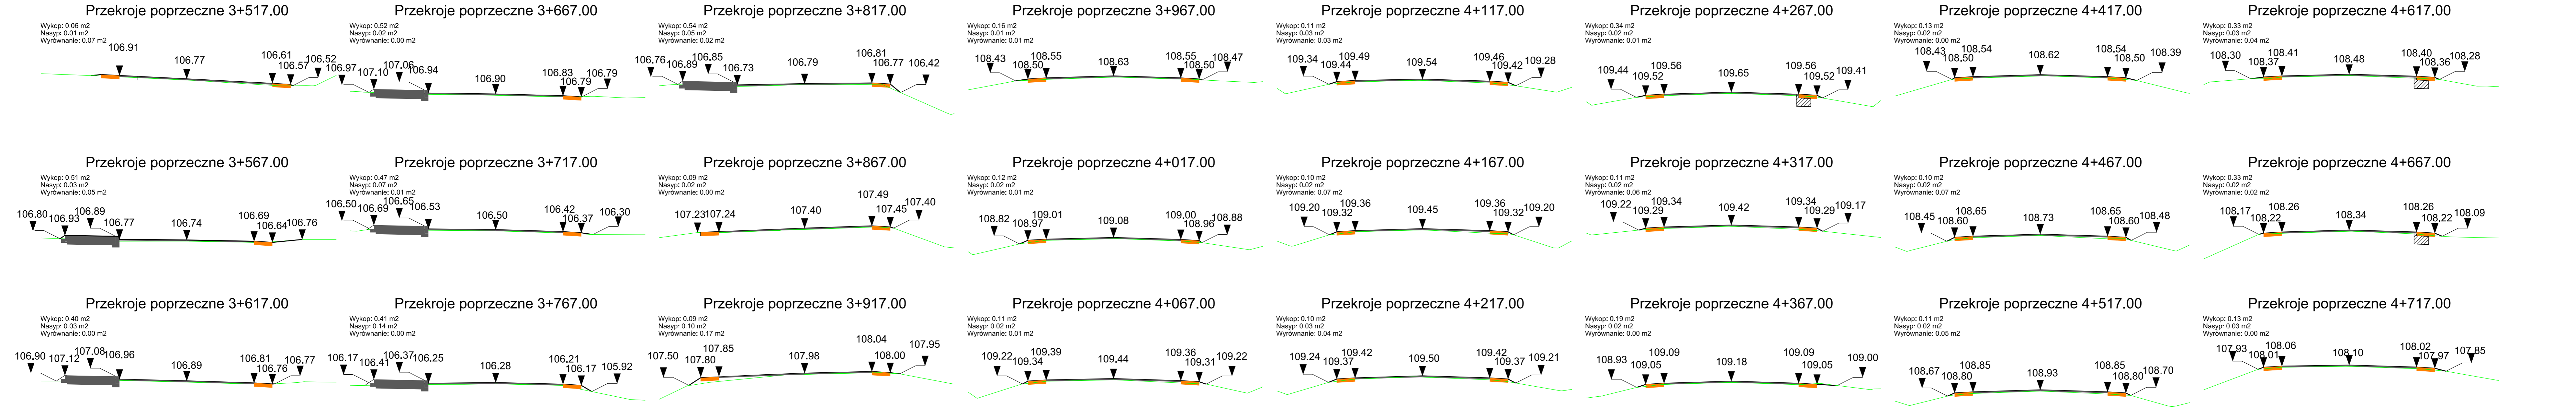 Przekroje poprzeczne 3+517.00
Wykop: 0,06 m2
Nasyp: 0.01 m2
Wyrównanie: 0.07 m2
106.91
106.77
106.61
106.57
106.52
Przekroje poprzeczne 3+667.00
Wykop: 0,52 m2
Nasyp: 0.02 m2
Wyrównanie: 0.00 m2
106.97
107.10
107.06
106.94
106.90
106.83
106.79
106.79
Przekroje poprzeczne 3+817.00
Wykop: 0,54 m2
Nasyp: 0.05 m2
Wyrównanie: 0.02 m2
106.76
106.89
106.85
106.73
106.79
106.81
106.77
106.42
Przekroje poprzeczne 3+967.00
Wykop: 0,16 m2
Nasyp: 0.01 m2
Wyrównanie: 0.01 m2
108.43
108.50
108.55
108.63
108.55
108.50
108.47
Przekroje poprzeczne 4+117.00
Wykop: 0,11 m2
Nasyp: 0.03 m2
Wyrównanie: 0.03 m2
109.34
109.44
109.49
109.54
109.46
109.42
109.28
Przekroje poprzeczne 4+267.00
Wykop: 0,34 m2
Nasyp: 0.02 m2
Wyrównanie: 0.01 m2
109.44
109.52
109.56
109.65
109.56
109.52
109.41
Przekroje poprzeczne 4+417.00
Wykop: 0,13 m2
Nasyp: 0.02 m2
Wyrównanie: 0.00 m2
108.43
108.50
108.54
108.62
108.54
108.50
108.39
Przekroje poprzeczne 4+617.00
Wykop: 0,33 m2
Nasyp: 0.03 m2
Wyrównanie: 0.04 m2
108.30
108.37
108.41
108.48
108.40
108.36
108.28
Przekroje poprzeczne 3+567.00
Wykop: 0,51 m2
Nasyp: 0.03 m2
Wyrównanie: 0.05 m2
106.80
106.93
106.89
106.77
106.74
106.69
106.64
106.76
Przekroje poprzeczne 3+717.00
Wykop: 0,47 m2
Nasyp: 0.07 m2
Wyrównanie: 0.01 m2
106.50
106.69
106.65
106.53
106.50
106.42
106.37
106.30
Przekroje poprzeczne 3+867.00
Wykop: 0,09 m2
Nasyp: 0.02 m2
Wyrównanie: 0.00 m2
107.23
107.24
107.40
107.49
107.45
107.40
Przekroje poprzeczne 4+017.00
Wykop: 0,12 m2
Nasyp: 0.02 m2
Wyrównanie: 0.01 m2
108.82
108.97
109.01
109.08
109.00
108.96
108.88
Przekroje poprzeczne 4+167.00
Wykop: 0,10 m2
Nasyp: 0.02 m2
Wyrównanie: 0.07 m2
109.20
109.32
109.36
109.45
109.36
109.32
109.20
Przekroje poprzeczne 4+317.00
Wykop: 0,11 m2
Nasyp: 0.02 m2
Wyrównanie: 0.06 m2
109.22
109.29
109.34
109.42
109.34
109.29
109.17
Przekroje poprzeczne 4+467.00
Wykop: 0,10 m2
Nasyp: 0.02 m2
Wyrównanie: 0.07 m2
108.45
108.60
108.65
108.73
108.65
108.60
108.48
Przekroje poprzeczne 4+667.00
Wykop: 0,33 m2
Nasyp: 0.02 m2
Wyrównanie: 0.02 m2
108.17
108.22
108.26
108.34
108.26
108.22
108.09
Przekroje poprzeczne 3+617.00
Wykop: 0,40 m2
Nasyp: 0.03 m2
Wyrównanie: 0.00 m2
106.90
107.12
107.08
106.96
106.89
106.81
106.76
106.77
Przekroje poprzeczne 3+767.00
Wykop: 0,41 m2
Nasyp: 0.14 m2
Wyrównanie: 0.00 m2
106.17
106.41
106.37
106.25
106.28
106.21
106.17
105.92
Przekroje poprzeczne 3+917.00
Wykop: 0,09 m2
Nasyp: 0.10 m2
Wyrównanie: 0.17 m2
107.50
107.80
107.85
107.98
108.04
108.00
107.95
Przekroje poprzeczne 4+067.00
Wykop: 0,11 m2
Nasyp: 0.02 m2
Wyrównanie: 0.01 m2
109.22
109.34
109.39
109.44
109.36
109.31
109.22
Przekroje poprzeczne 4+217.00
Wykop: 0,10 m2
Nasyp: 0.03 m2
Wyrównanie: 0.04 m2
109.24
109.37
109.42
109.50
109.42
109.37
109.21
Przekroje poprzeczne 4+367.00
Wykop: 0,19 m2
Nasyp: 0.02 m2
Wyrównanie: 0.00 m2
108.93
109.05
109.09
109.18
109.09
109.05
109.00
Przekroje poprzeczne 4+517.00
Wykop: 0,11 m2
Nasyp: 0.02 m2
Wyrównanie: 0.05 m2
108.67
108.80
108.85
108.93
108.85
108.80
108.70
Przekroje poprzeczne 4+717.00
Wykop: 0,13 m2
Nasyp: 0.03 m2
Wyrównanie: 0.00 m2
107.93
108.01
108.06
108.10
108.02
107.97
107.85